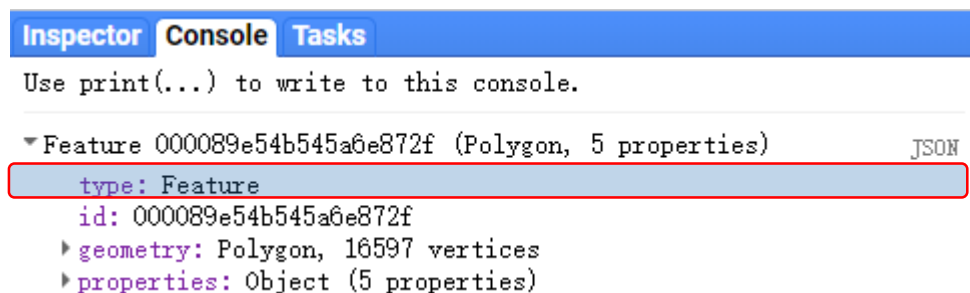 Inspector Console Tasks
Use print(...) to write to this console.
Feature 000089e54b545a6e872f (Polygon, 5 properties) JSON
type: Feature
id: 000089e54b545a6e872f
geometry: Polygon, 16597 vertices
properties: Object (5 properties)